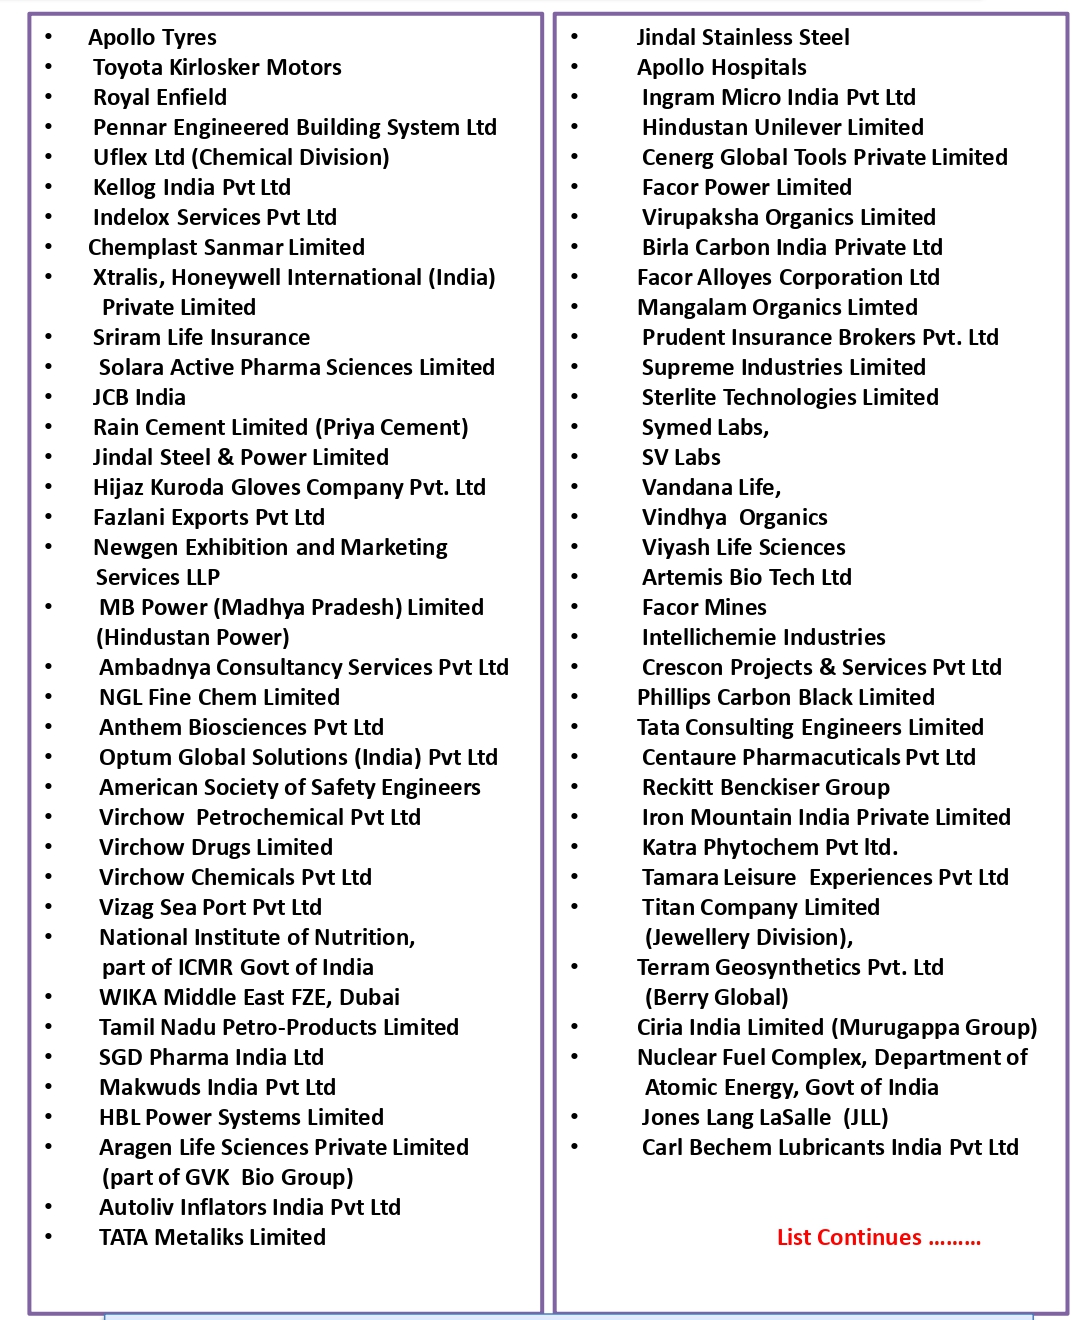 • Apollo Tyres
• Toyota Kirlosker Motors
• Royal Enfield
• Pennar Engineered Building System Ltd
• Uflex Ltd (Chemical Division)
• Kellog India Pvt Ltd
• Indelox Services Pvt Ltd
• Chemplast Sanmar Limited
• Xtralis, Honeywell International (India)
Private Limited
• Sriram Life Insurance
• Solara Active Pharma Sciences Limited
• JCB India
• Rain Cement Limited (Priya Cement)
• Jindal Steel & Power Limited
• Hijaz Kuroda Gloves Company Pvt. Ltd
• Fazlani Exports Pvt Ltd
• Newgen Exhibition and Marketing
Services LLP
• MB Power (Madhya Pradesh) Limited
(Hindustan Power)
• Ambadnya Consultancy Services Pvt Ltd
• NGL Fine Chem Limited
• Anthem Biosciences Pvt Ltd
• Optum Global Solutions (India) Pvt Ltd
• American Society of Safety Engineers
• Virchow Petrochemical Pvt Ltd
• Virchow Drugs Limited
• Virchow Chemicals Pvt Ltd
• Vizag Sea Port Pvt Ltd
• National Institute of Nutrition,
part of ICMR Govt of India
• WIKA Middle East FZE, Dubai
• Tamil Nadu Petro-Products Limited
• SGD Pharma India Ltd
• Makwuds India Pvt Ltd
• HBL Power Systems Limited
• Aragen Life Sciences Private Limited
(part of GVK Bio Group)
• Autoliv Inflators India Pvt Ltd
• TATA Metaliks Limited
• Jindal Stainless Steel
• Apollo Hospitals
• Ingram Micro India Pvt Ltd
• Hindustan Unilever Limited
• Cenerg Global Tools Private Limited
• Facor Power Limited
• Virupaksha Organics Limited
• Birla Carbon India Private Ltd
• Facor Alloyes Corporation Ltd
• Mangalam Organics Limted
• Prudent Insurance Brokers Pvt. Ltd
• Supreme Industries Limited
• Sterlite Technologies Limited
• Symed Labs,
• SV Labs
• Vandana Life,
• Vindhya Organics
• Viyash Life Sciences
• Artemis Bio Tech Ltd
• Facor Mines
• Intellichemie Industries
• Crescon Projects & Services Pvt Ltd
• Phillips Carbon Black Limited
• Tata Consulting Engineers Limited
• Centaure Pharmacuticals Pvt Ltd
• Reckitt Benckiser Group
• Iron Mountain India Private Limited
• Katra Phytochem Pvt ltd.
• Tamara Leisure Experiences Pvt Ltd
• Titan Company Limited
(Jewellery Division),
• Terram Geosynthetics Pvt. Ltd
(Berry Global)
• Ciria India Limited (Murugappa Group)
• Nuclear Fuel Complex, Department of
Atomic Energy, Govt of India
• Jones Lang LaSalle (JLL)
• Carl Bechem Lubricants India Pvt Ltd
List Continues .........